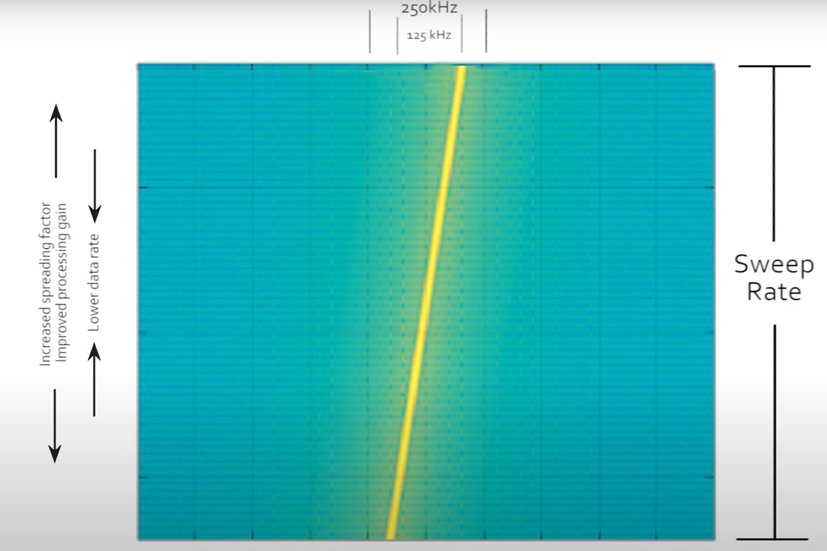 250kHz
125 kHz
Increased spreading factor
Improved processing gain
Lower data rate
Sweep
Rate